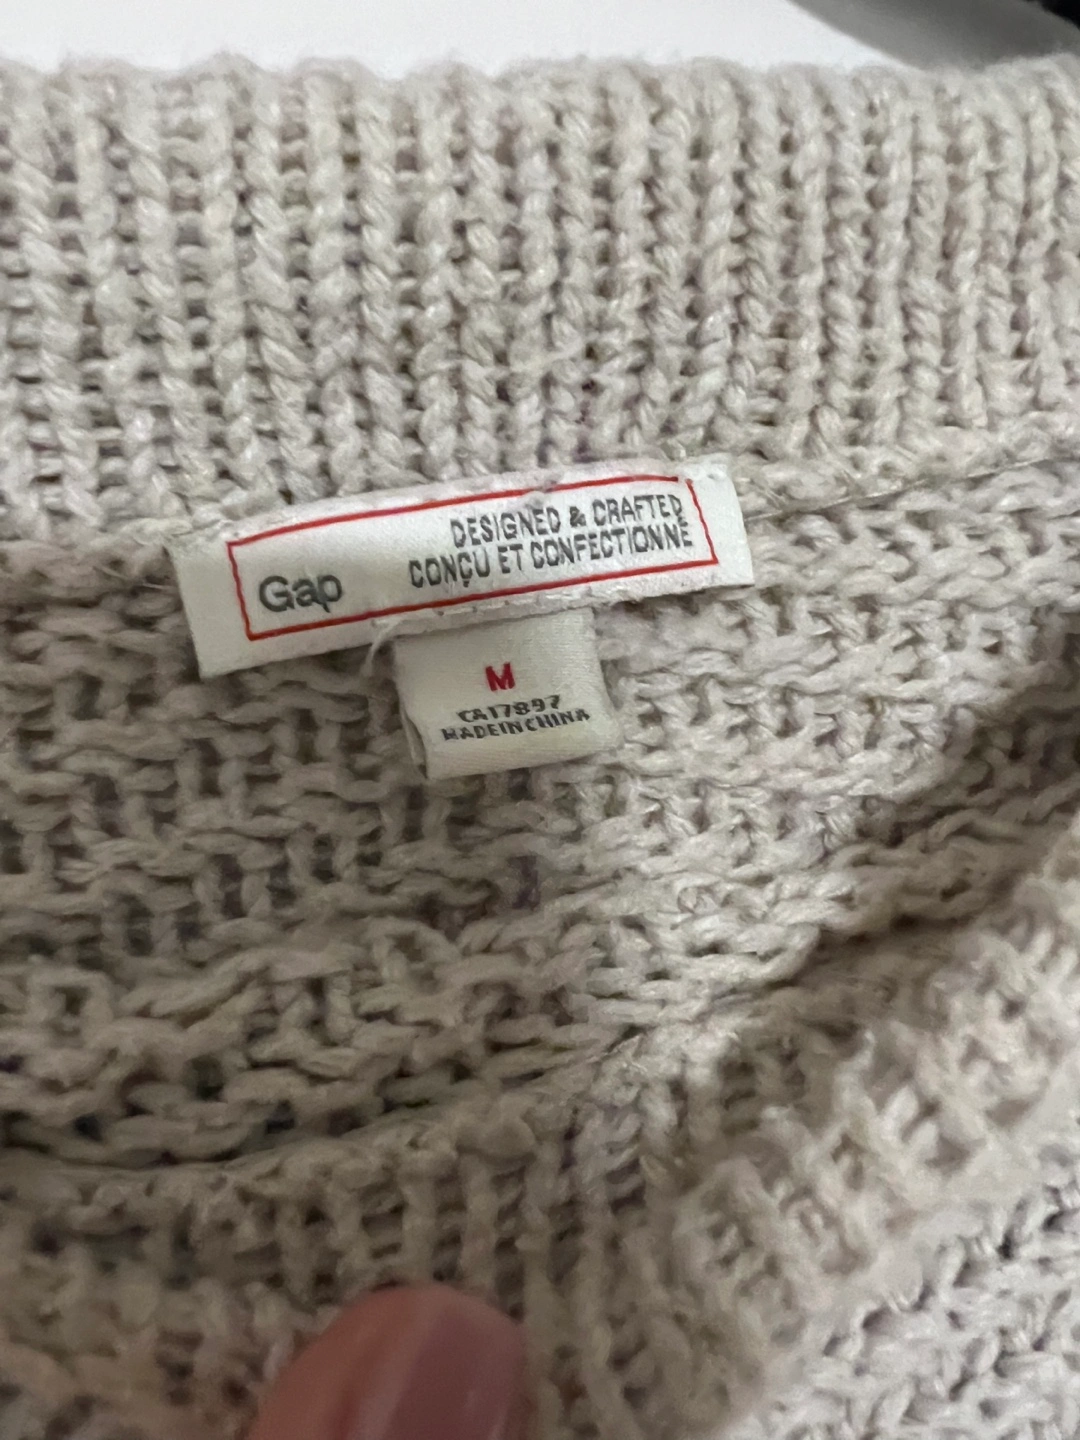 Gap
DESIGNED & CRAFTED
CONÇU ET CONFECTIONNÉ
M
CA17897
MADE IN CHINA